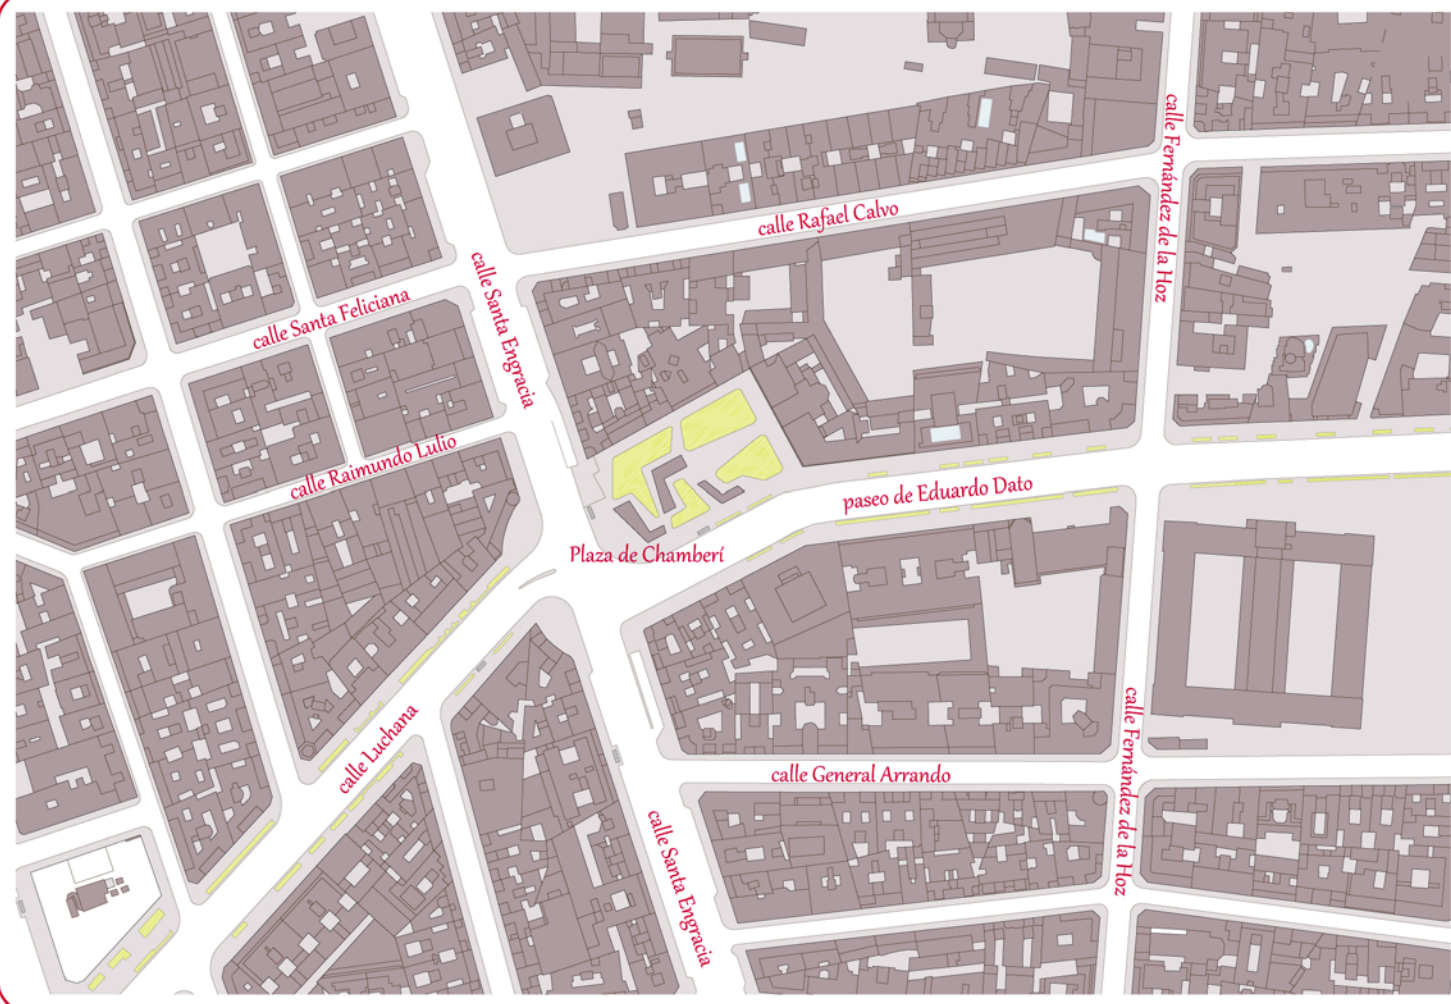 calle Fernández de la Hoz
calle Rafael Calvo
calle Santa Engracia
calle Santa Feliciana
calle Raimundo Lulio
paseo de Eduardo Dato
Plaza de Chamberí
calle Luchana
calle Fernández de la Hoz
calle General Arrando
calle Santa Engracia